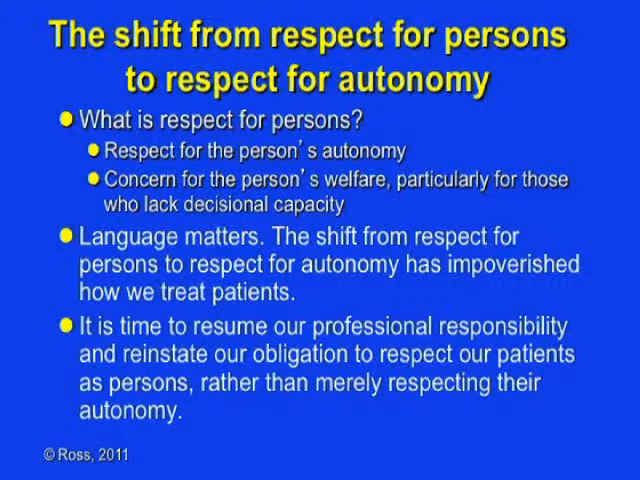 The shift from respect for persons
to respect for autonomy
What is respect for persons?
Respect for the person's autonomy
Concern for the person's welfare, particularly for those
who lack decisional capacity
Language matters. The shift from respect for
persons to respect for autonomy has impoverished
how we treat patients.
It is time to resume our professional responsibility
and reinstate our obligation to respect our patients
as persons, rather than merely respecting their
autonomy.
© Ross, 2011